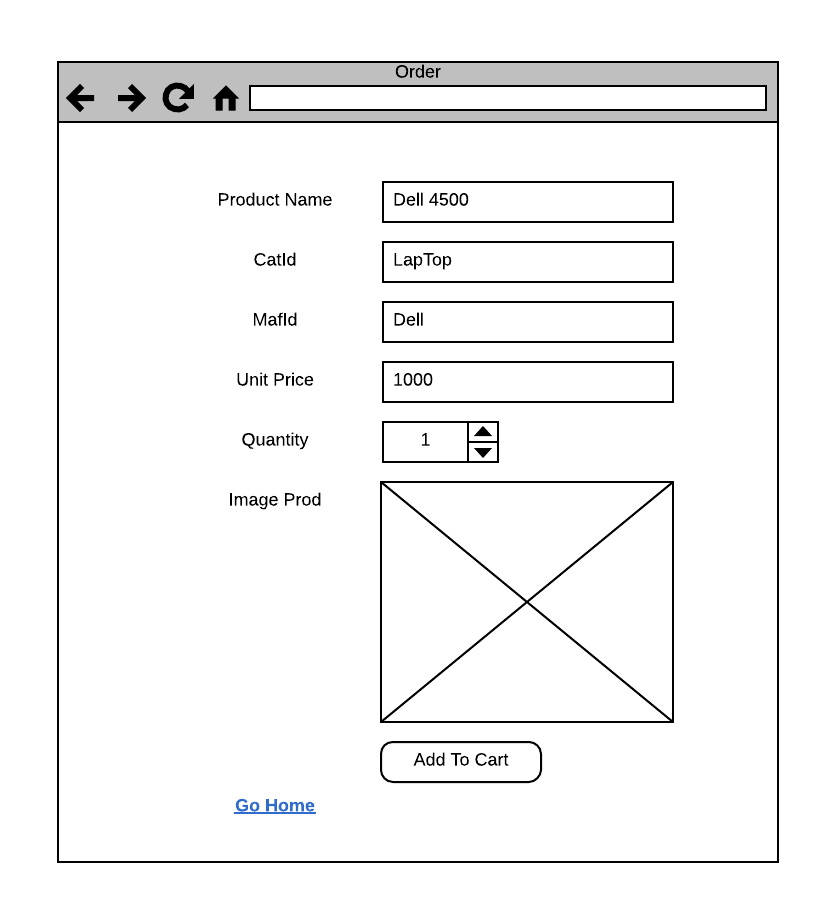 Order
Product Name
Dell 4500
CatId
LapTop
MafId
Dell
Unit Price
1000
Quantity
1
Image Prod
Add To Cart
Go Home